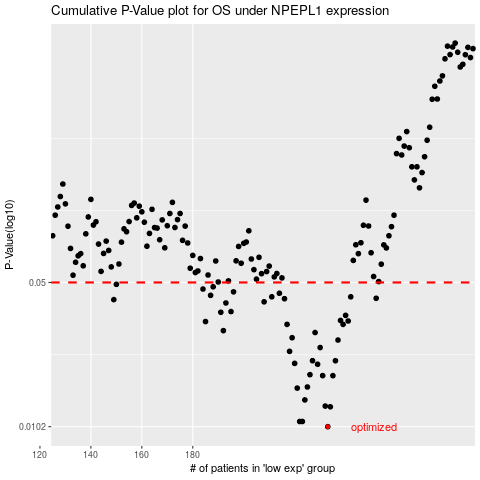 Cumulative P-Value plot for OS under NPEPL1 expression
P-Value(log10)
0.05
0.0102
optimized
120 140 160 180
# of patients in 'low exp' group